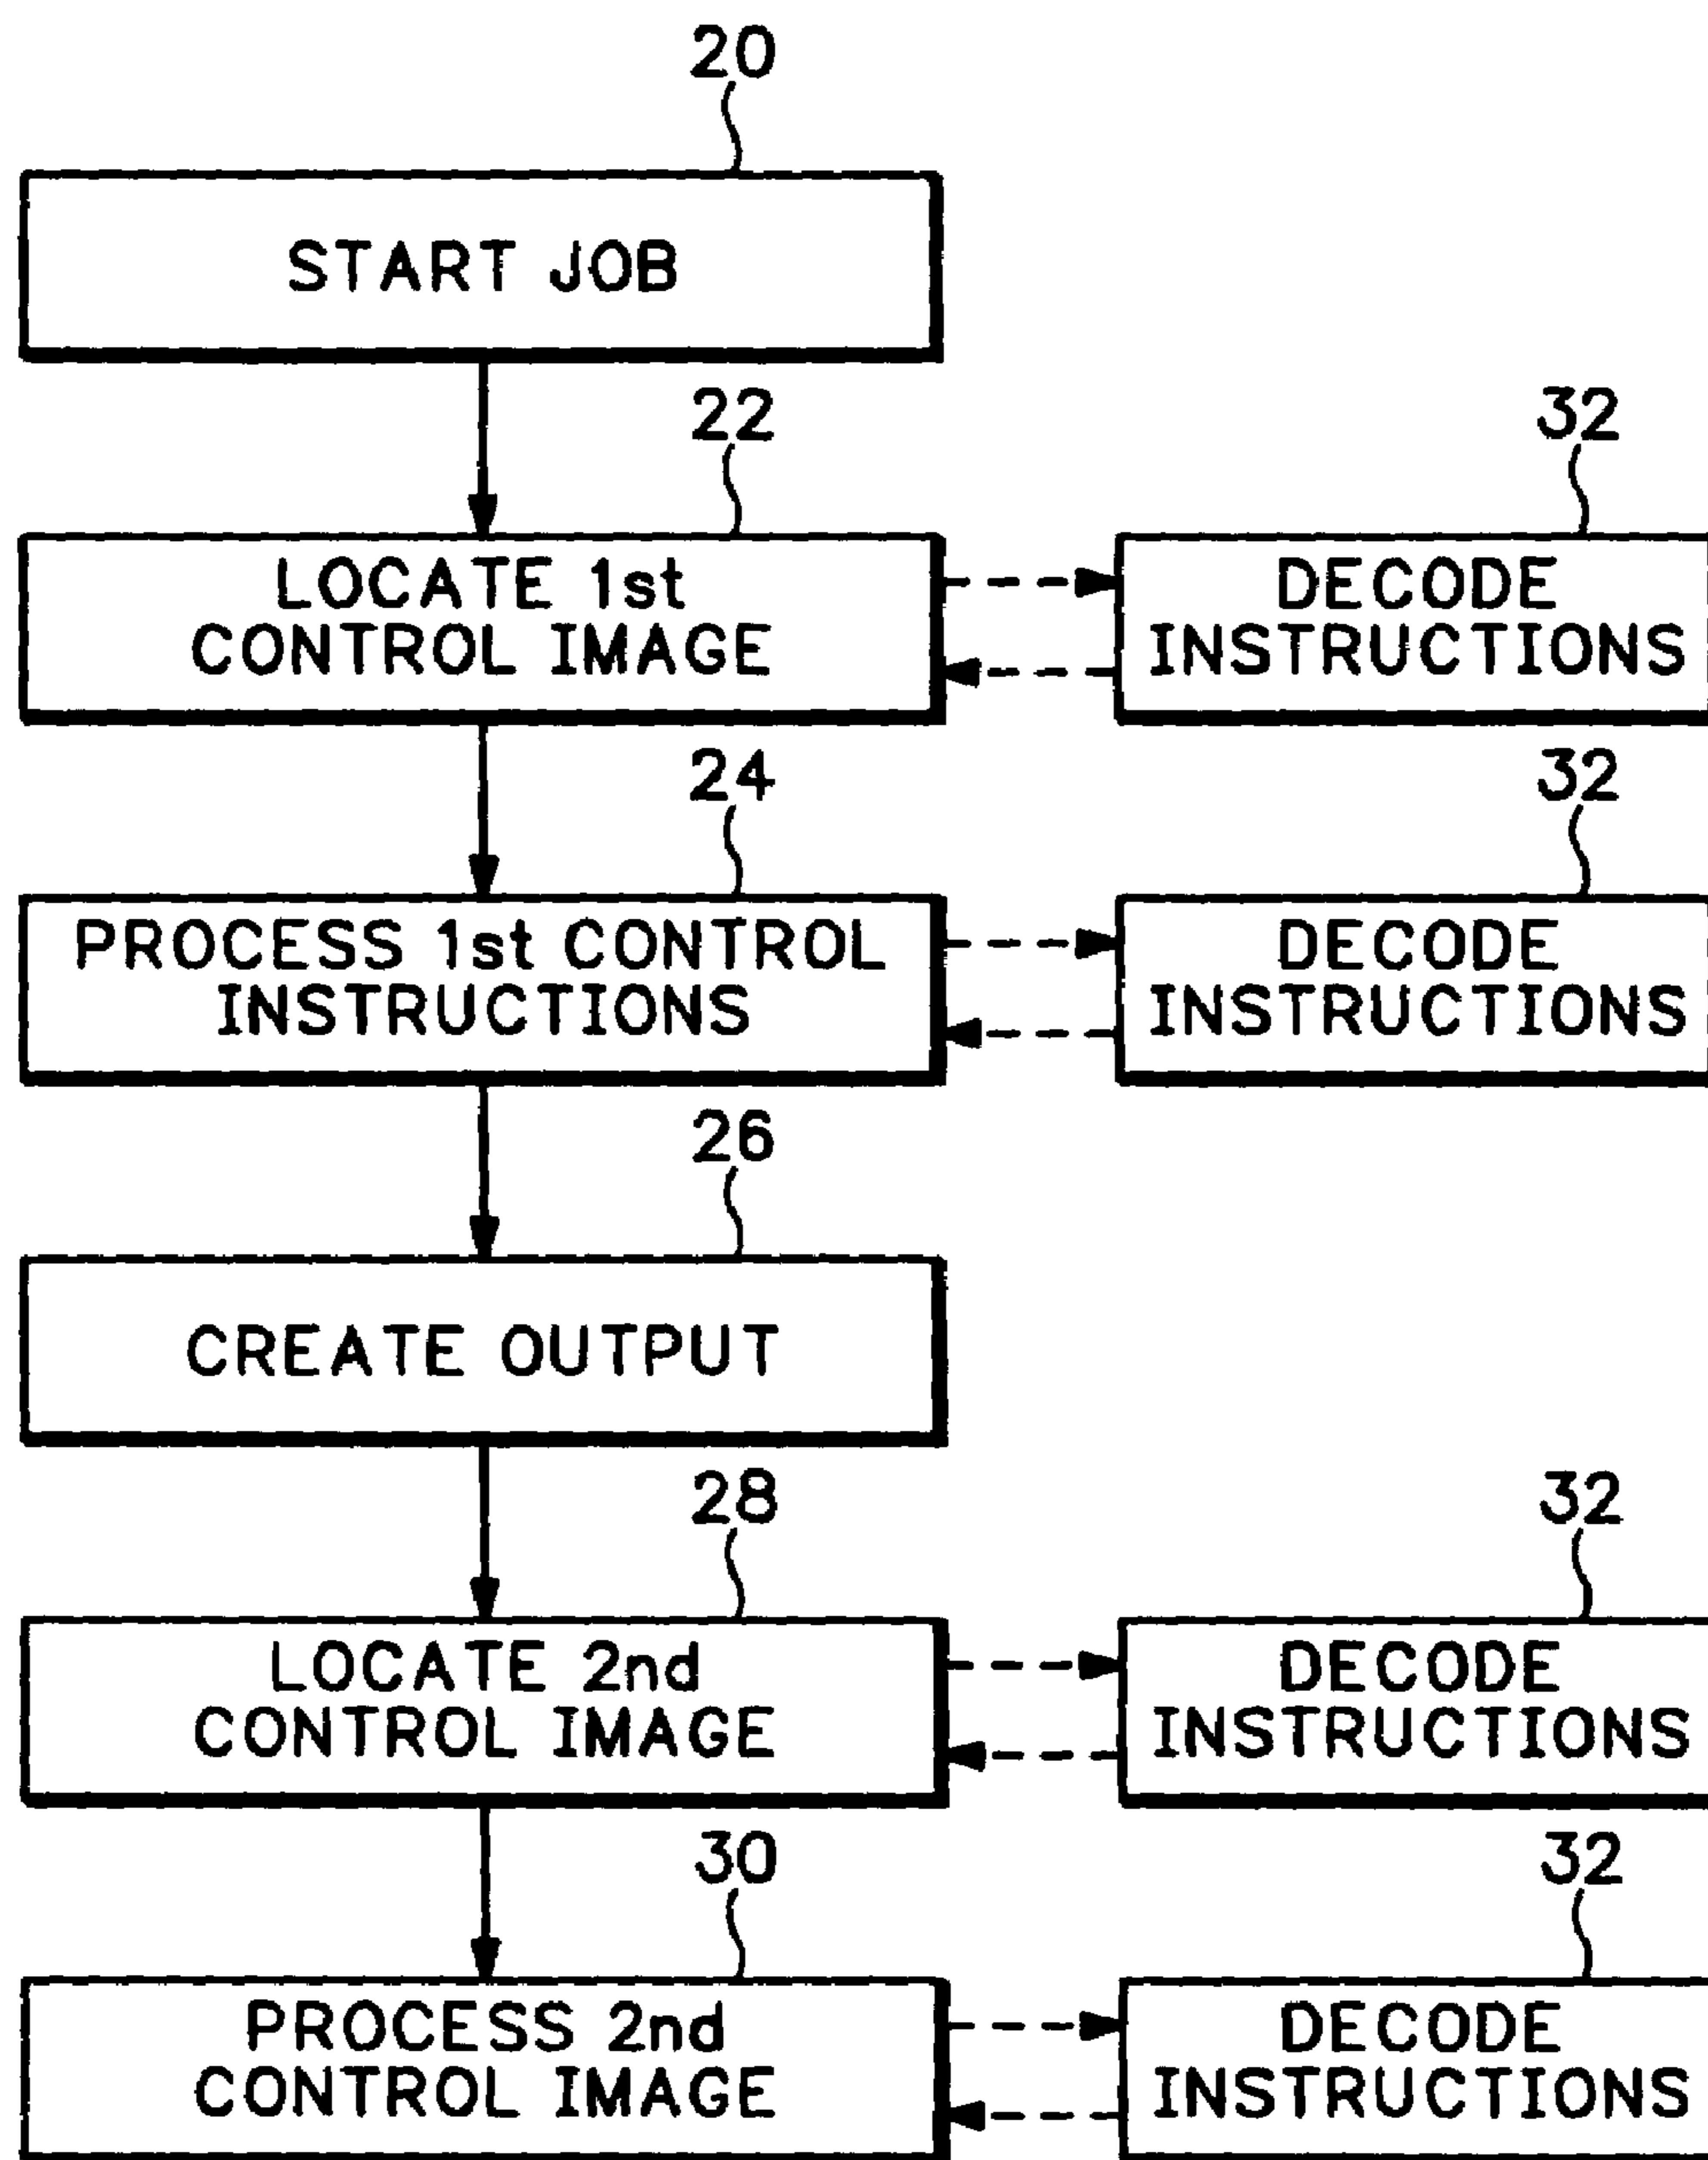 20
START JOB
22
32
LOCATE 1st
CONTROL IMAGE
DECODE
INSTRUCTIONS
24
32
PROCESS 1st CONTROL
INSTRUCTIONS
DECODE
INSTRUCTIONS
26
CREATE OUTPUT
28
32
LOCATE 2nd
CONTROL IMAGE
DECODE
INSTRUCTIONS
30
32
PROCESS 2nd
CONTROL IMAGE
DECODE
INSTRUCTIONS